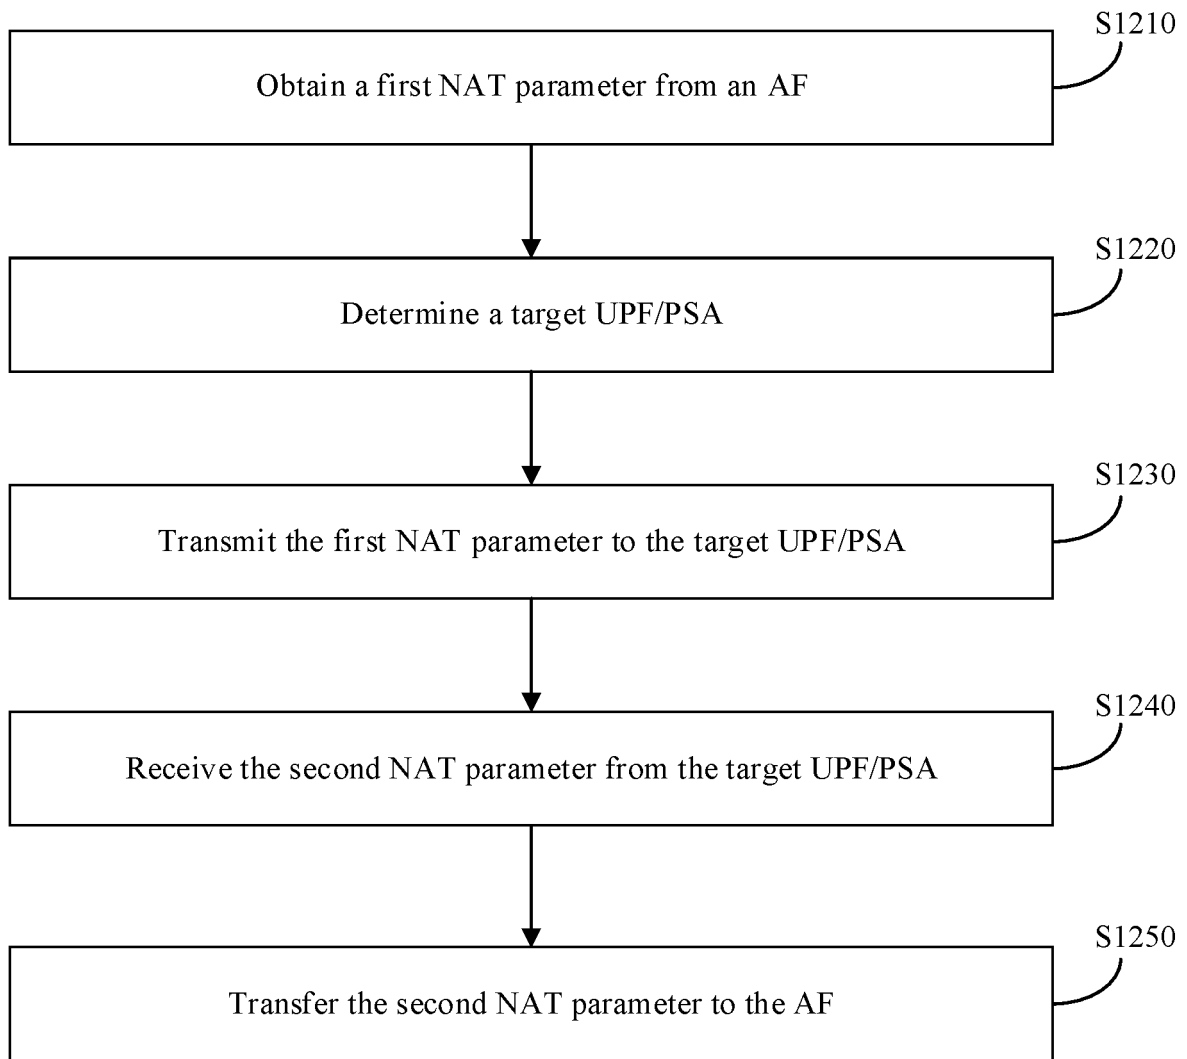 S1210
Obtain a first NAT parameter from an AF
S1220
Determine a target UPF/PSA
S1230
Transmit the first NAT parameter to the target UPF/PSA
S1240
Receive the second NAT parameter from the target UPF/PSA
S1250
Transfer the second NAT parameter to the AF